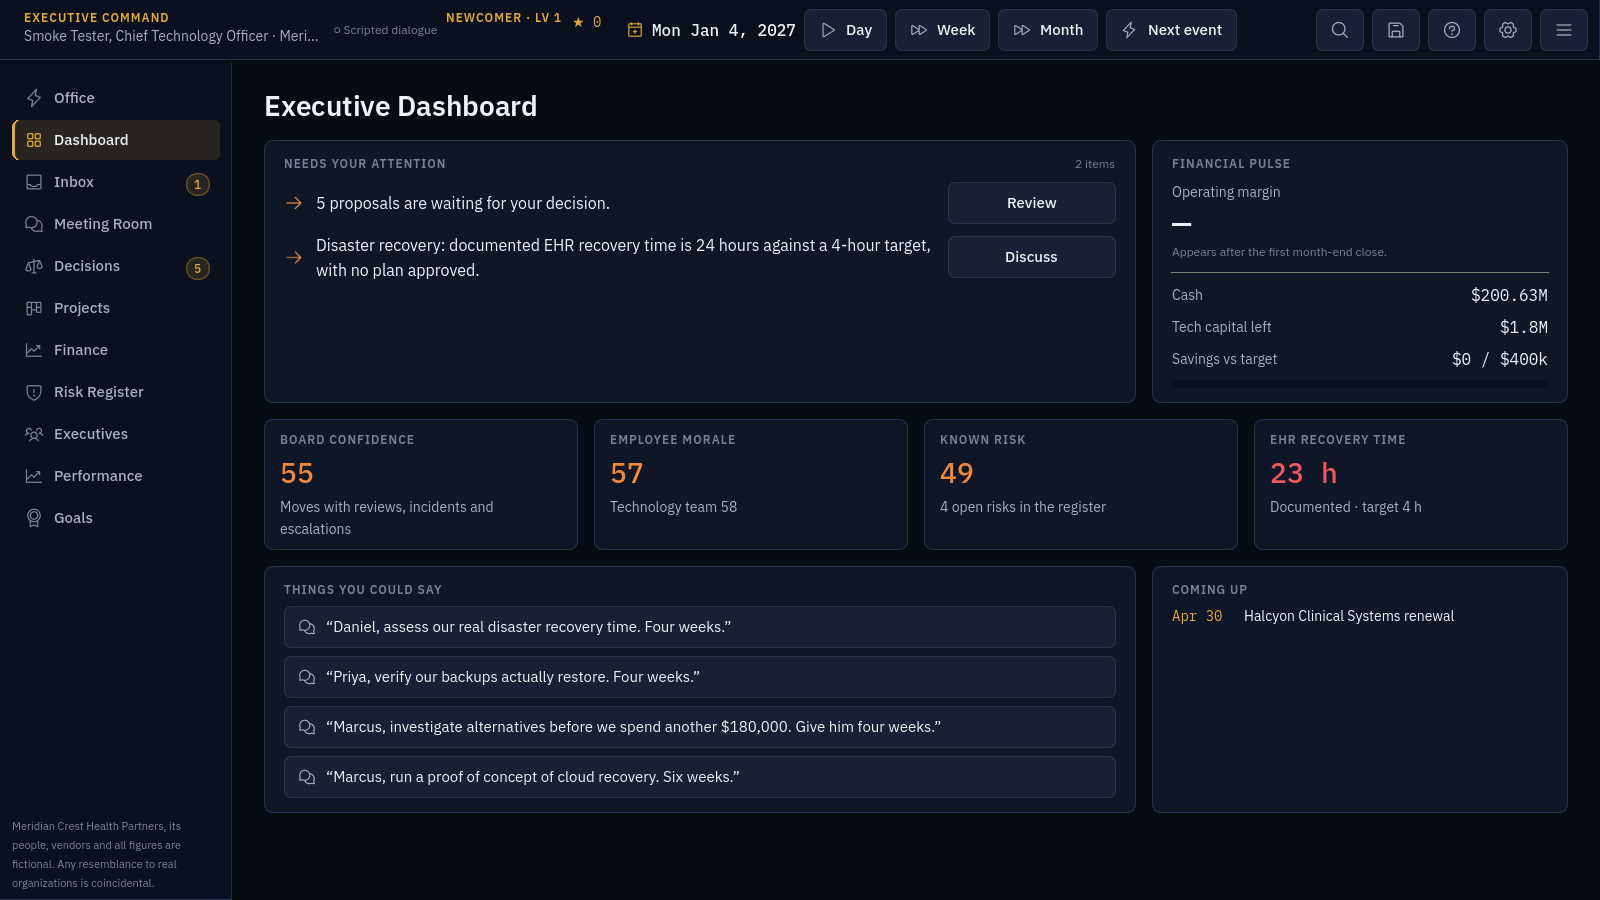 EXECUTIVE COMMAND
Smoke Tester, Chief Technology Officer · Meri...
Scripted dialogue
NEWCOMER · LV 1 ★ 0
Mon Jan 4, 2027
Day
Week
Month
Next event
Office
Dashboard
Inbox 1
Meeting Room
Decisions 5
Projects
Finance
Risk Register
Executives
Performance
Goals
Meridian Crest Health Partners, its
people, vendors and all figures are
fictional. Any resemblance to real
organizations is coincidental.
Executive Dashboard
NEEDS YOUR ATTENTION
2 items
5 proposals are waiting for your decision.
Review
Disaster recovery: documented EHR recovery time is 24 hours against a 4-hour target,
with no plan approved.
Discuss
FINANCIAL PULSE
Operating margin
—
Appears after the first month-end close.
Cash $200.63M
Tech capital left $1.8M
Savings vs target $0 / $400k
BOARD CONFIDENCE
55
Moves with reviews, incidents and
escalations
EMPLOYEE MORALE
57
Technology team 58
KNOWN RISK
49
4 open risks in the register
EHR RECOVERY TIME
23 h
Documented · target 4 h
THINGS YOU COULD SAY
“Daniel, assess our real disaster recovery time. Four weeks.”
“Priya, verify our backups actually restore. Four weeks.”
“Marcus, investigate alternatives before we spend another $180,000. Give him four weeks.”
“Marcus, run a proof of concept of cloud recovery. Six weeks.”
COMING UP
Apr 30 Halcyon Clinical Systems renewal